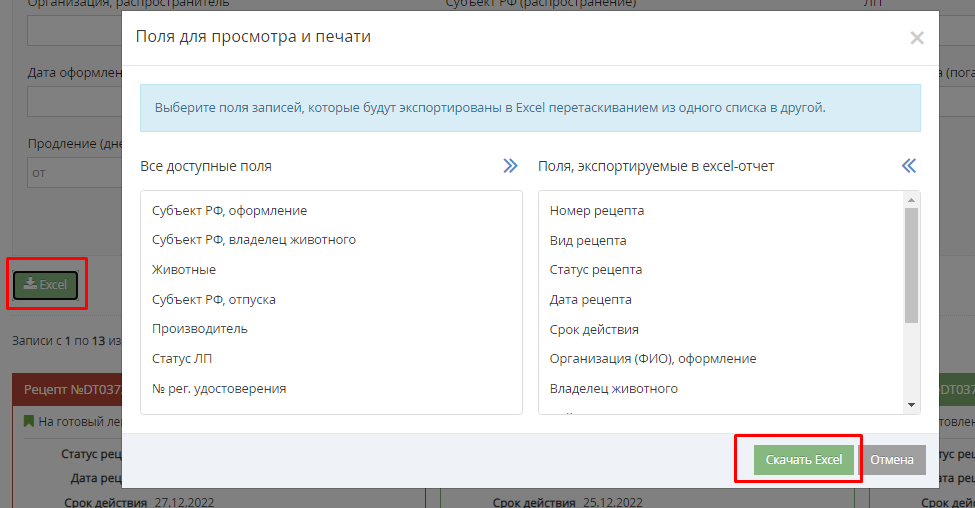 Организация, распространитель
Субъект РФ (распространение)
ЛП
Поля для просмотра и печати
×
Дата оформлен
Выберите поля записей, которые будут экспортированы в Excel перетаскиванием из одного списка в другой.
Продление (дне
от
Все доступные поля
Поля, экспортируемые в excel-отчет
Субъект РФ, оформление
Субъект РФ, владелец животного
Животные
Субъект РФ, отпуска
Производитель
Статус ЛП
№ рег. удостоверения
Номер рецепта
Вид рецепта
Статус рецепта
Дата рецепта
Срок действия
Организация (ФИО), оформление
Владелец животного
Excel
Записи с 1 по 13 из
Рецепт №DT037
На готовый ле
Статус рец
Дата рец
Срок действия 27.12.2022
Срок действия 25.12.2022
Срок действия
Скачать Excel
Отмена